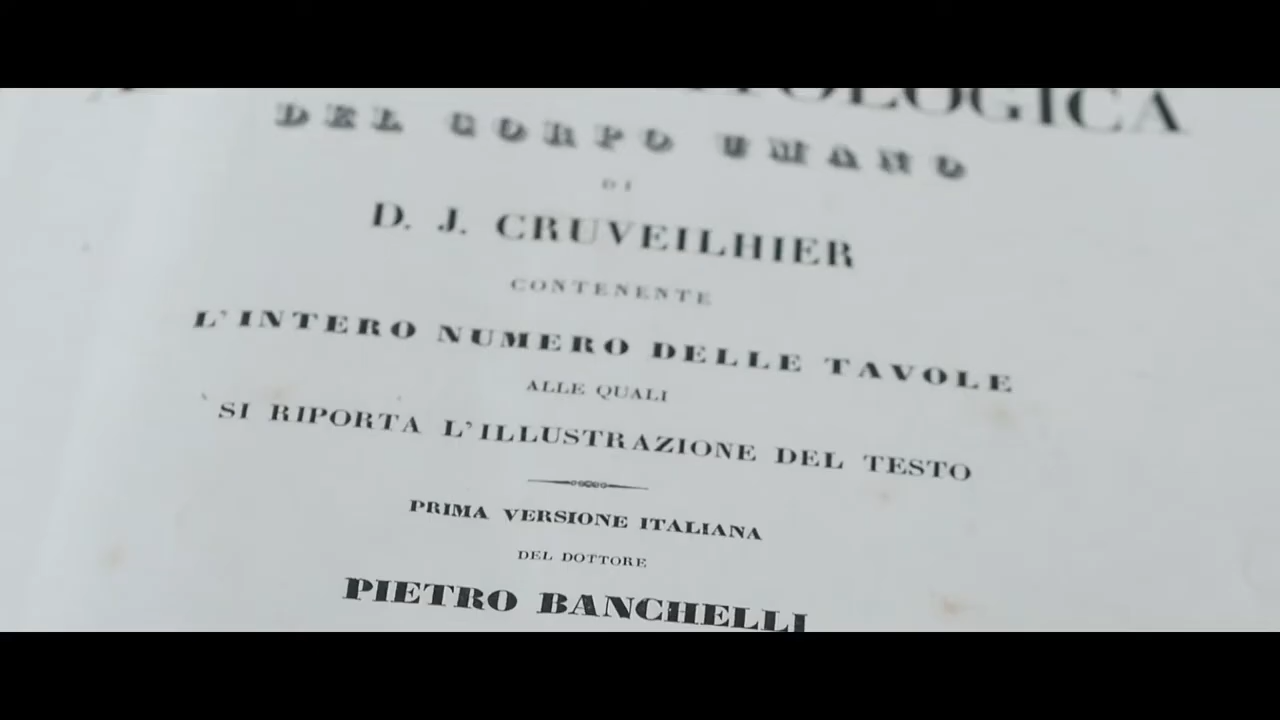 DEL CORPO UMANO
DI
D. J. CRUVEILHIER
CONTENENTE
L'INTERO NUMERO DELLE TAVOLE
ALLE QUALI
SI RIPORTA L'ILLUSTRAZIONE DEL TESTO
PRIMA VERSIONE ITALIANA
DEL DOTTORE
PIETRO BANCHELLI